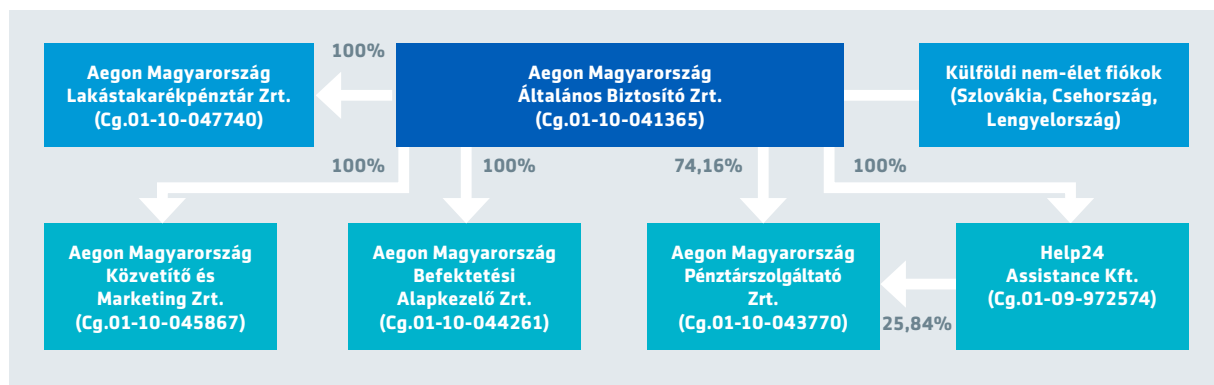 100%
Aegon Magyarország
Lakástakarékpénztár Zrt.
(Cg.01-10-047740)
Aegon Magyarország
Általános Biztosító Zrt.
(Cg.01-10-041365)
Külföldi nem-élet fiókok
(Szlovákia, Csehország,
Lengyelország)
100%
100%
74,16%
100%
Aegon Magyarország
Közvetítő és
Marketing Zrt.
(Cg.01-10-045867)
Aegon Magyarország
Befektetési
Alapkezelő Zrt.
(Cg.01-10-044261)
Aegon Magyarország
Pénztárszolgáltató
Zrt.
(Cg.01-10-043770)
Help24
Assistance Kft.
(Cg.01-09-972574)
25,84%